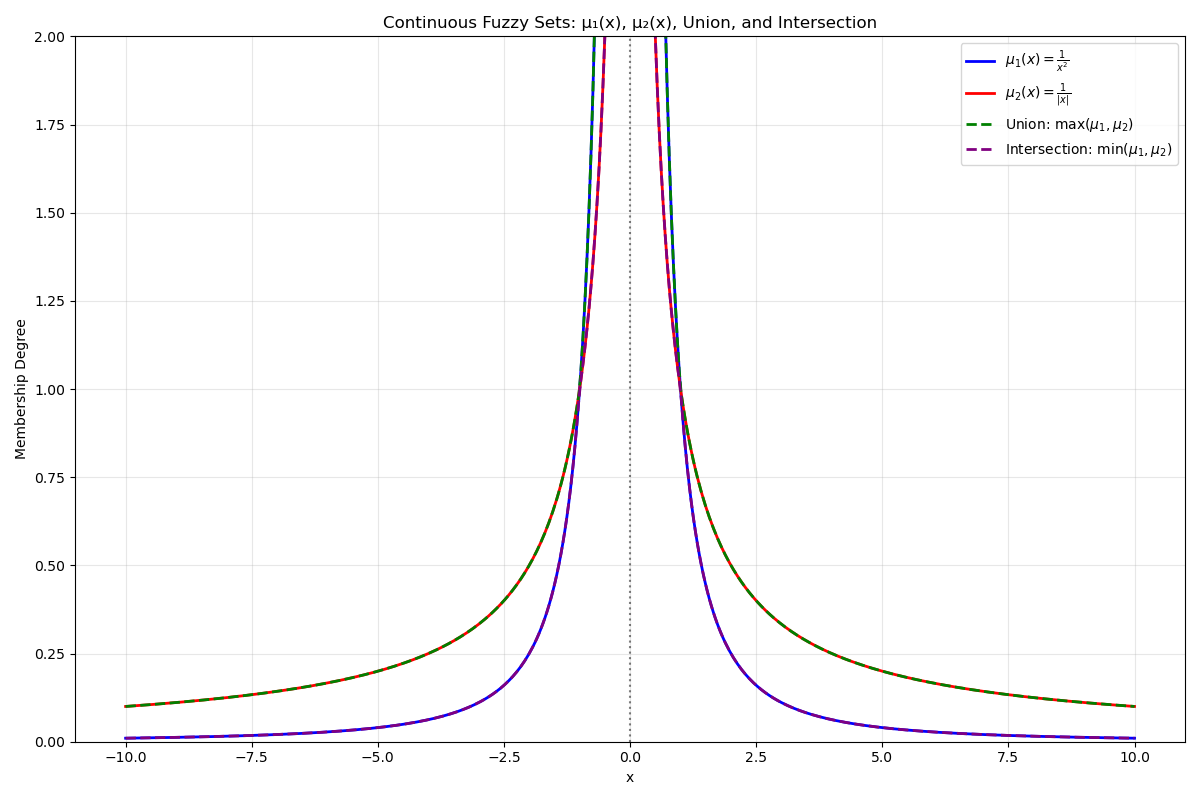 Continuous Fuzzy Sets: μ₁(x), μ₂(x), Union, and Intersection
2.00
1.75
1.50
1.25
1.00
0.75
0.50
0.25
0.00
Membership Degree
−10.0 −7.5 −5.0 −2.5 0.0 2.5 5.0 7.5 10.0
x
μ₁(x) = 1/x²
μ₂(x) = 1/|x|
Union: max(μ₁, μ₂)
Intersection: min(μ₁, μ₂)